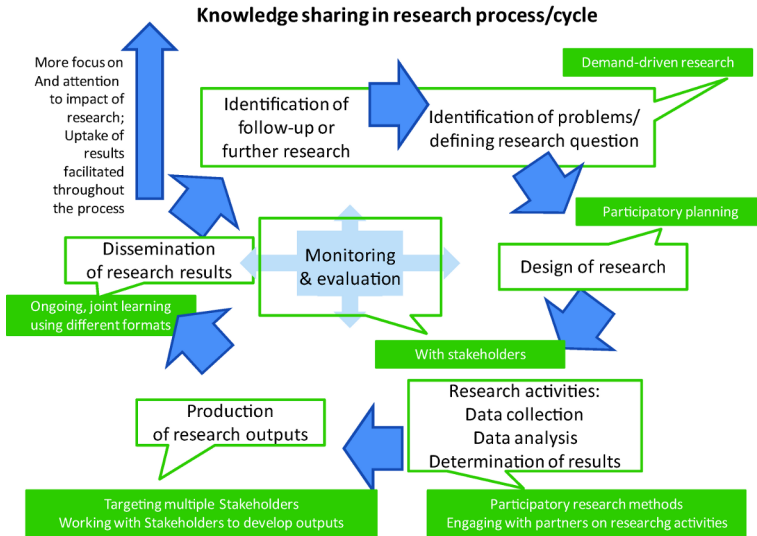 Knowledge sharing in research process/cycle
More focus on
And attention
to impact of
research;
Uptake of
results
facilitated
throughout
the process
Demand-driven research
Identification of
follow-up or
further research
Identification of problems/
defining research question
Participatory planning
Design of research
Monitoring
& evaluation
With stakeholders
Dissemination
of research results
Ongoing, joint learning
using different formats
Research activities:
Data collection
Data analysis
Determination of results
Participatory research methods
Engaging with partners on researchg activities
Production
of research outputs
Targeting multiple Stakeholders
Working with Stakeholders to develop outputs